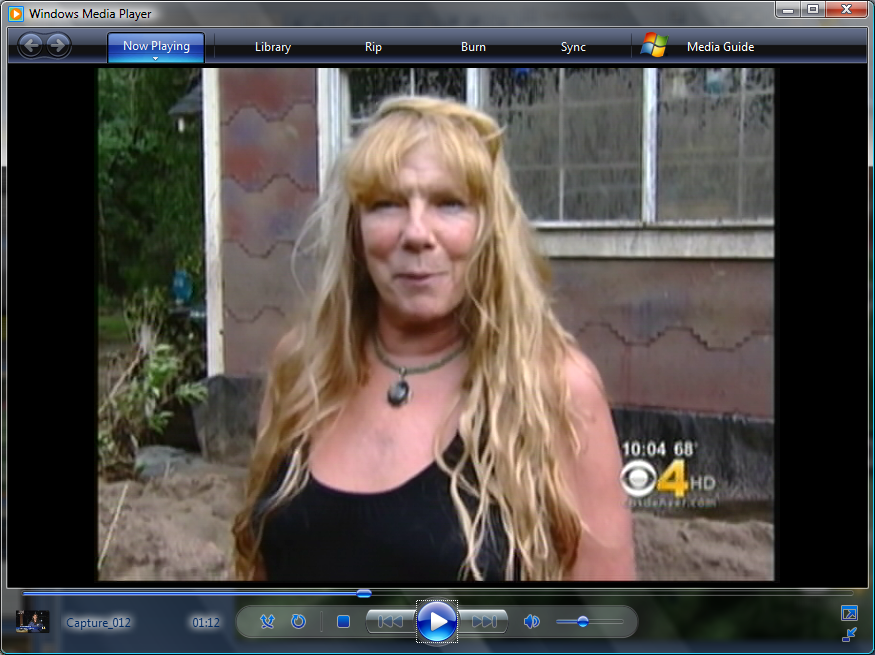 Windows Media Player
Now Playing
Library
Rip
Burn
Sync
Media Guide
10:04 68°
4 HD
Capture_012
01:12